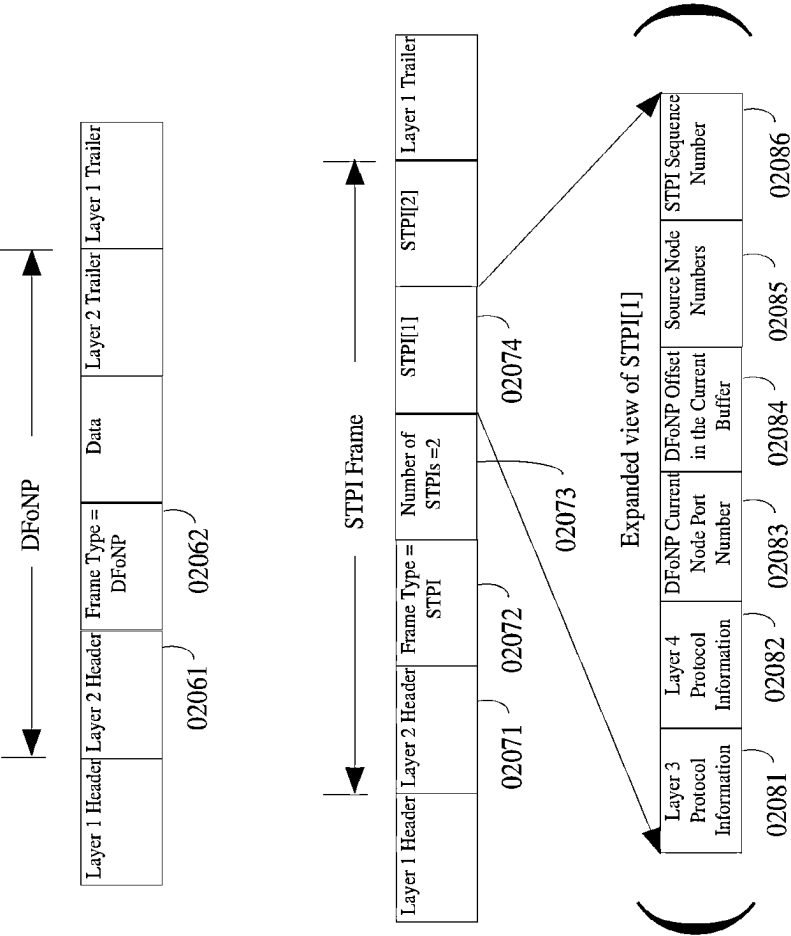 DFoNP
Layer 1 Header
Layer 2 Header
Frame Type =
DFoNP
Data
Layer 2 Trailer
Layer 1 Trailer
02061
02062
STPI Frame
Layer 1 Header
Layer 2 Header
Frame Type =
STPI
Number of
STPIs =2
STPI[1]
STPI[2]
Layer 1 Trailer
02071
02072
02073
02074
Expanded view of STPI[1]
Layer 3
Protocol
Information
Layer 4
Protocol
Information
DFoNP Current
Node Port
Number
DFoNP Offset
in the Current
Buffer
Source Node
Numbers
STPI Sequence
Number
02081
02082
02083
02084
02085
02086